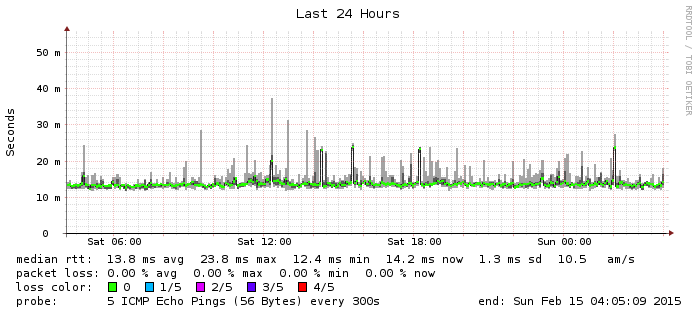 Last 24 Hours
RRDTOOL / TOBI OETIKER
Seconds
50 m
40 m
30 m
20 m
10 m
0
Sat 06:00 Sat 12:00 Sat 18:00 Sun 00:00
median rtt: 13.8 ms avg 23.8 ms max 12.4 ms min 14.2 ms now 1.3 ms sd 10.5 am/s
packet loss: 0.00 % avg 0.00 % max 0.00 % min 0.00 % now
loss color: 0 1/5 2/5 3/5 4/5
probe: 5 ICMP Echo Pings (56 Bytes) every 300s end: Sun Feb 15 04:05:09 2015